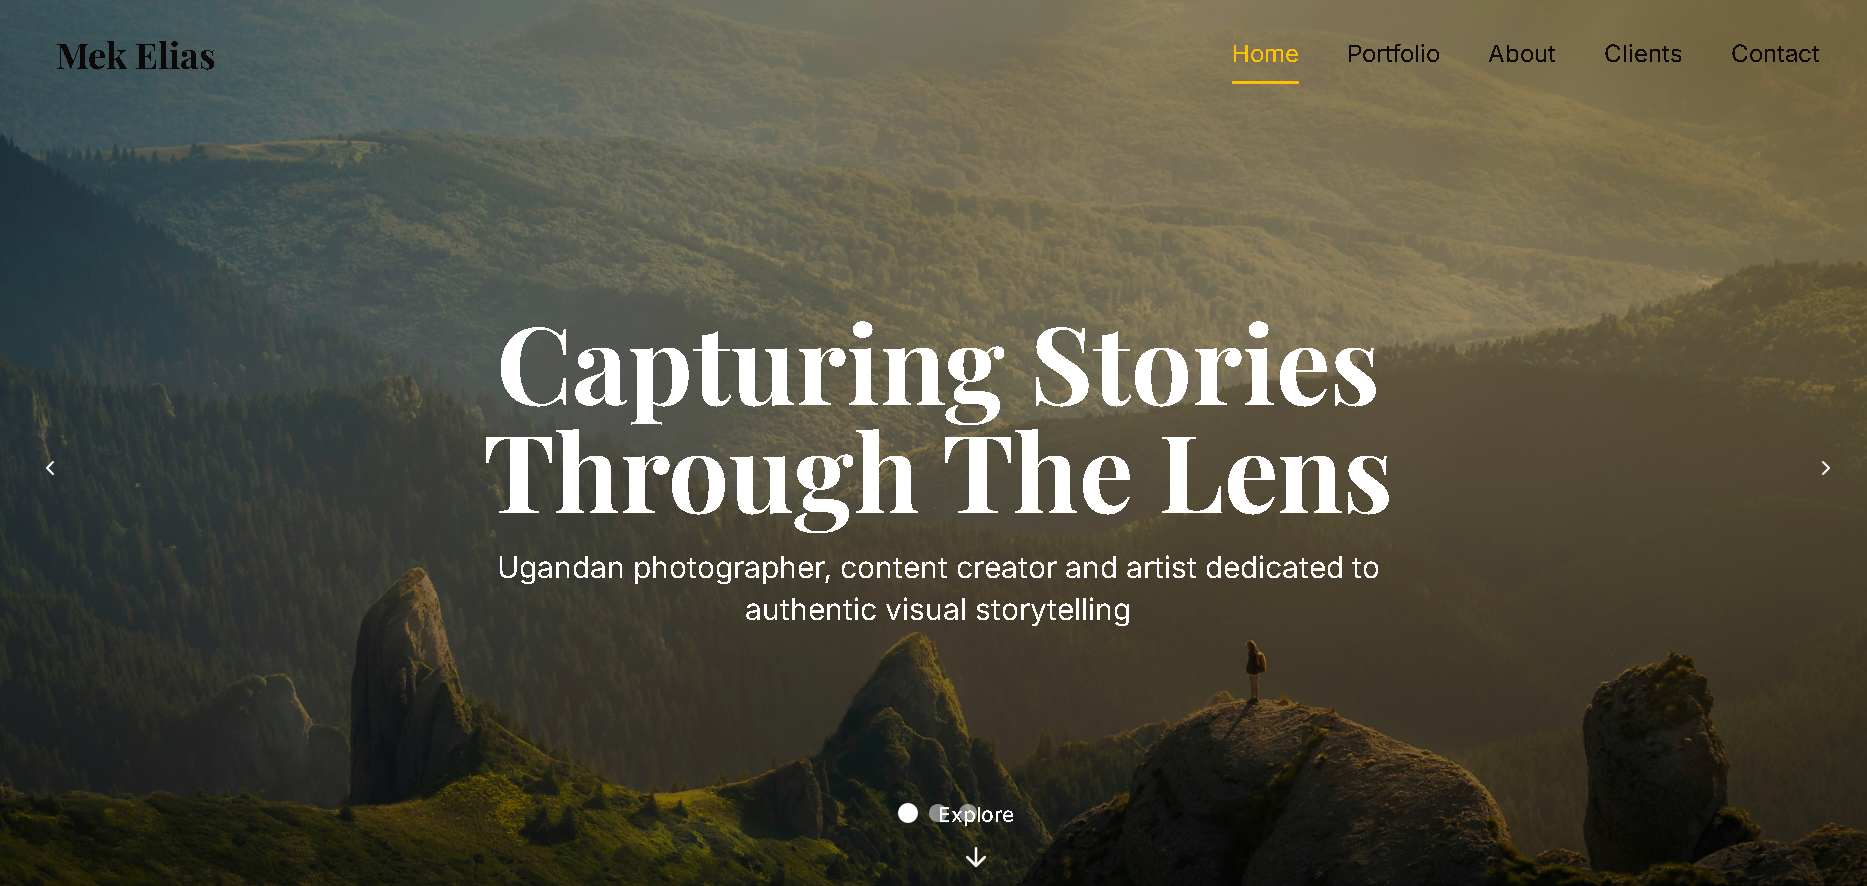 Mek Elias
Home Portfolio About Clients Contact
Capturing Stories
Through The Lens
Ugandan photographer, content creator and artist dedicated to
authentic visual storytelling
Explore